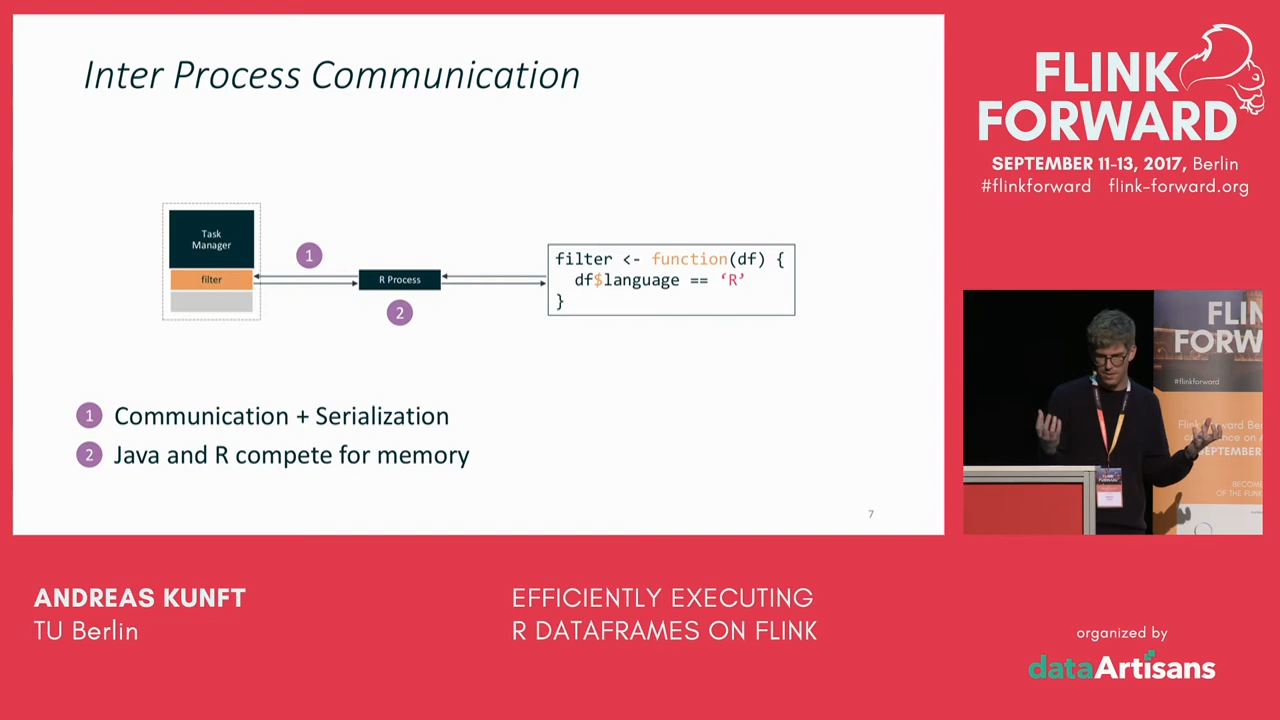 Inter Process Communication
Task
Manager
filter
1
R Process
2
filter <- function(df) {
df$language == ‘R’
}
1 Communication + Serialization
2 Java and R compete for memory
7
FLINK
FORWARD
SEPTEMBER 11-13, 2017, Berlin
#flinkforward flink-forward.org
#flinkforward
ANDREAS KUNFT
TU Berlin
EFFICIENTLY EXECUTING
R DATAFRAMES ON FLINK
organized by
dataArtisans